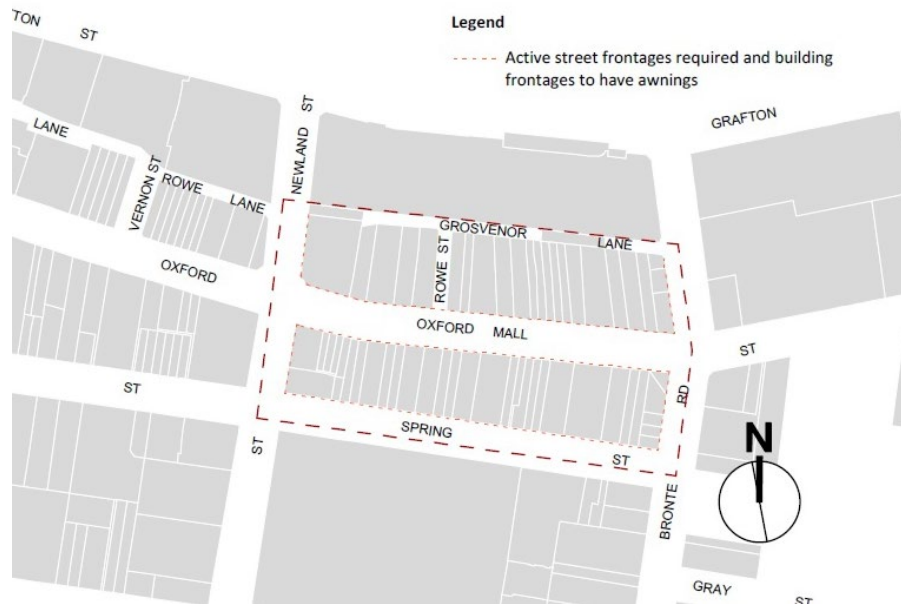 TON ST
Legend
Active street frontages required and building
frontages to have awnings
GRAFTON
LANE
NEWLAND ST
VERNON ST
ROWE LANE
GROSVENOR LANE
ROWE ST
OXFORD
OXFORD MALL
ST
ST
RD
SPRING ST
ST
N
BRONTE
GRAY ST